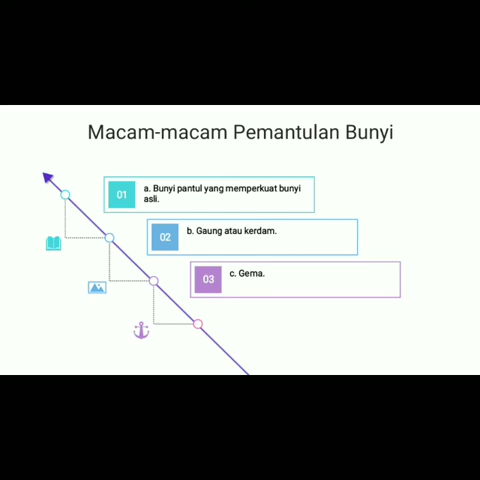 Macam-macam Pemantulan Bunyi
01
a. Bunyi pantul yang memperkuat bunyi
asli.
02
b. Gaung atau kerdam.
03
c. Gema.